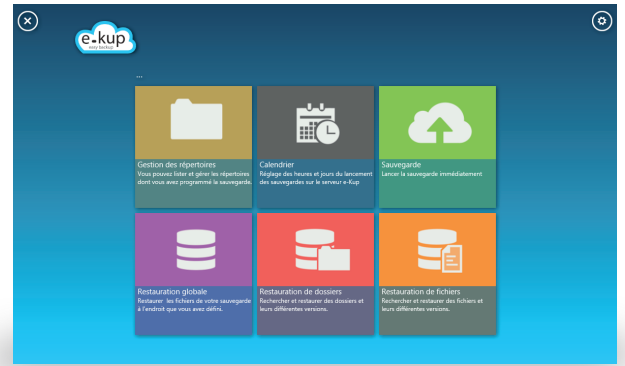 e-kup
easy backup
...
Gestion des répertoires
Vous pouvez lister et gérer les répertoires
dont vous avez programmé la sauvegarde.
Calendrier
Réglage des heures et jours du lancement
des sauvegardes sur le serveur e-Kup
Sauvegarde
Lancer la sauvegarde immédiatement
Restauration globale
Restaurer les fichiers de votre sauvegarde
à l'endroit que vous avez défini.
Restauration de dossiers
Rechercher et restaurer des dossiers et
leurs différentes versions.
Restauration de fichiers
Rechercher et restaurer des fichiers et
leurs différentes versions.